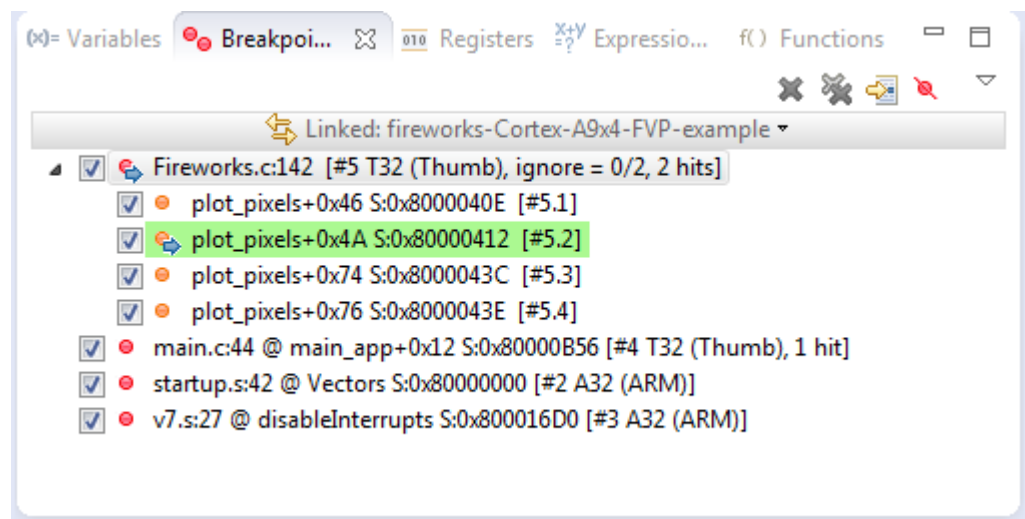 (x)= Variables Breakpoi... 010 Registers x+y =? Expressio... f() Functions
Linked: fireworks-Cortex-A9x4-FVP-example
Fireworks.c:142 [#5 T32 (Thumb), ignore = 0/2, 2 hits]
plot_pixels+0x46 S:0x8000040E [#5.1]
plot_pixels+0x4A S:0x80000412 [#5.2]
plot_pixels+0x74 S:0x8000043C [#5.3]
plot_pixels+0x76 S:0x8000043E [#5.4]
main.c:44 @ main_app+0x12 S:0x80000B56 [#4 T32 (Thumb), 1 hit]
startup.s:42 @ Vectors S:0x80000000 [#2 A32 (ARM)]
v7.s:27 @ disableInterrupts S:0x800016D0 [#3 A32 (ARM)]